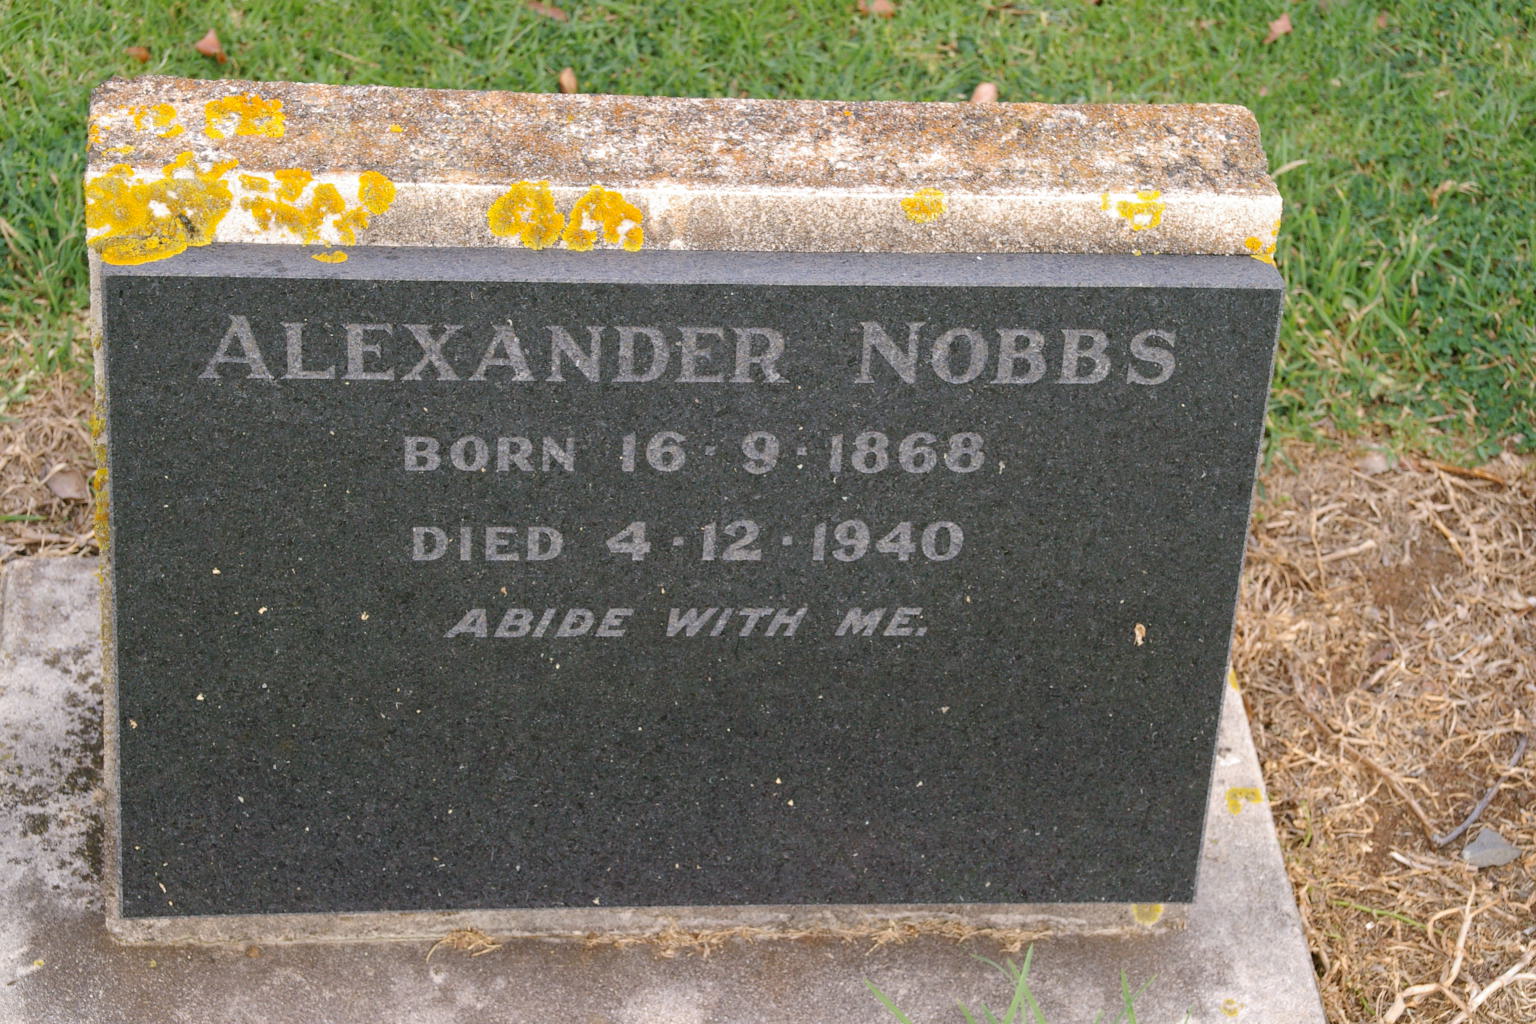 ALEXANDER NOBBS
BORN 16·9·1868
DIED 4·12·1940
ABIDE WITH ME.